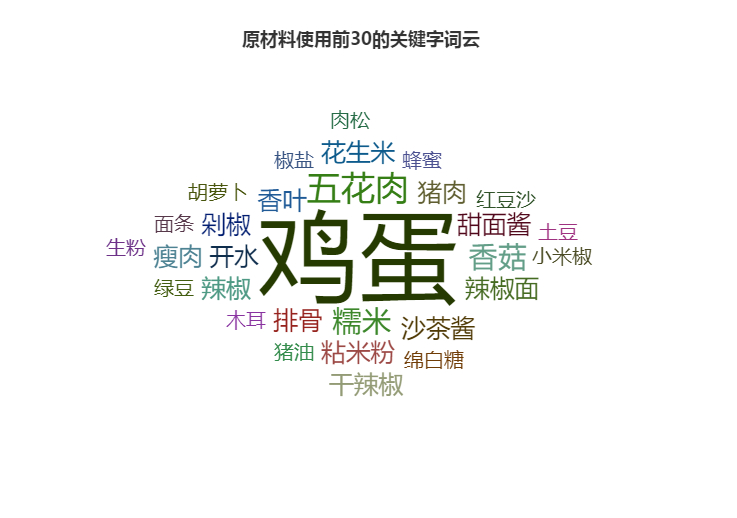 原材料使用前30的关键字词云
肉松
椒盐 花生米 蜂蜜
胡萝卜 香叶 五花肉 猪肉 红豆沙
面条 剁椒 鸡蛋 甜面酱 土豆
生粉 瘦肉 开水 香菇 小米椒
绿豆 辣椒 辣椒面
木耳 排骨 糯米 沙茶酱
猪油 粘米粉 绵白糖
干辣椒